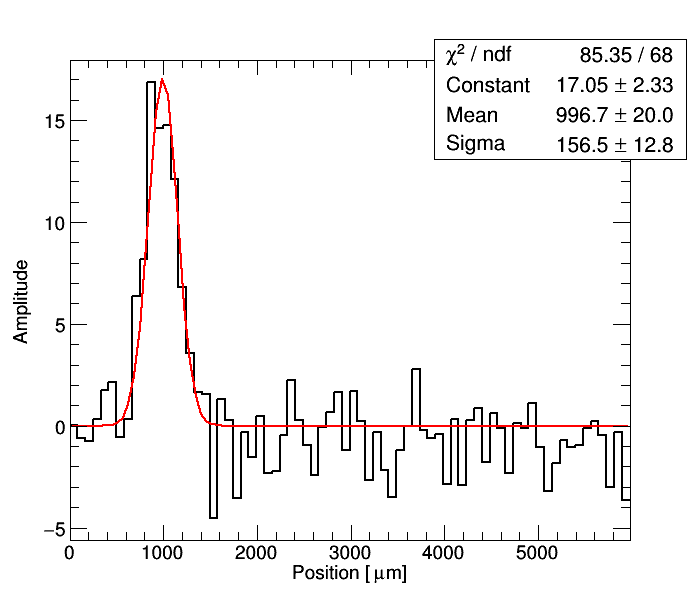 χ² / ndf 85.35 / 68
Constant 17.05 ± 2.33
Mean 996.7 ± 20.0
Sigma 156.5 ± 12.8
15
10
5
0
−5
Amplitude
0 1000 2000 3000 4000 5000
Position [ μm]